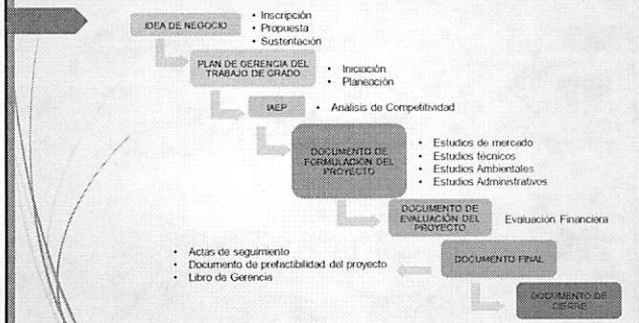 IDEA DE NEGOCIO
• Inscripción
• Propuesta
• Sustentación
PLAN DE GERENCIA DEL
TRABAJO DE GRADO
• Iniciación
• Planeación
IAEP
• Analisis de Competitividad
DOCUMENTO DE
FORMULACIÓN DEL
PROYECTO
• Estudios de mercado
• Estudios técnicos
• Estudios Ambientales
• Estudios Administrativos
DOCUMENTO DE
EVALUACIÓN DEL
PROYECTO
Evaluación Financiera
DOCUMENTO FINAL
• Actas de seguimiento
• Documento de prefactibilidad del proyecto
• Libro de Gerencia
DOCUMENTO DE
CIERRE